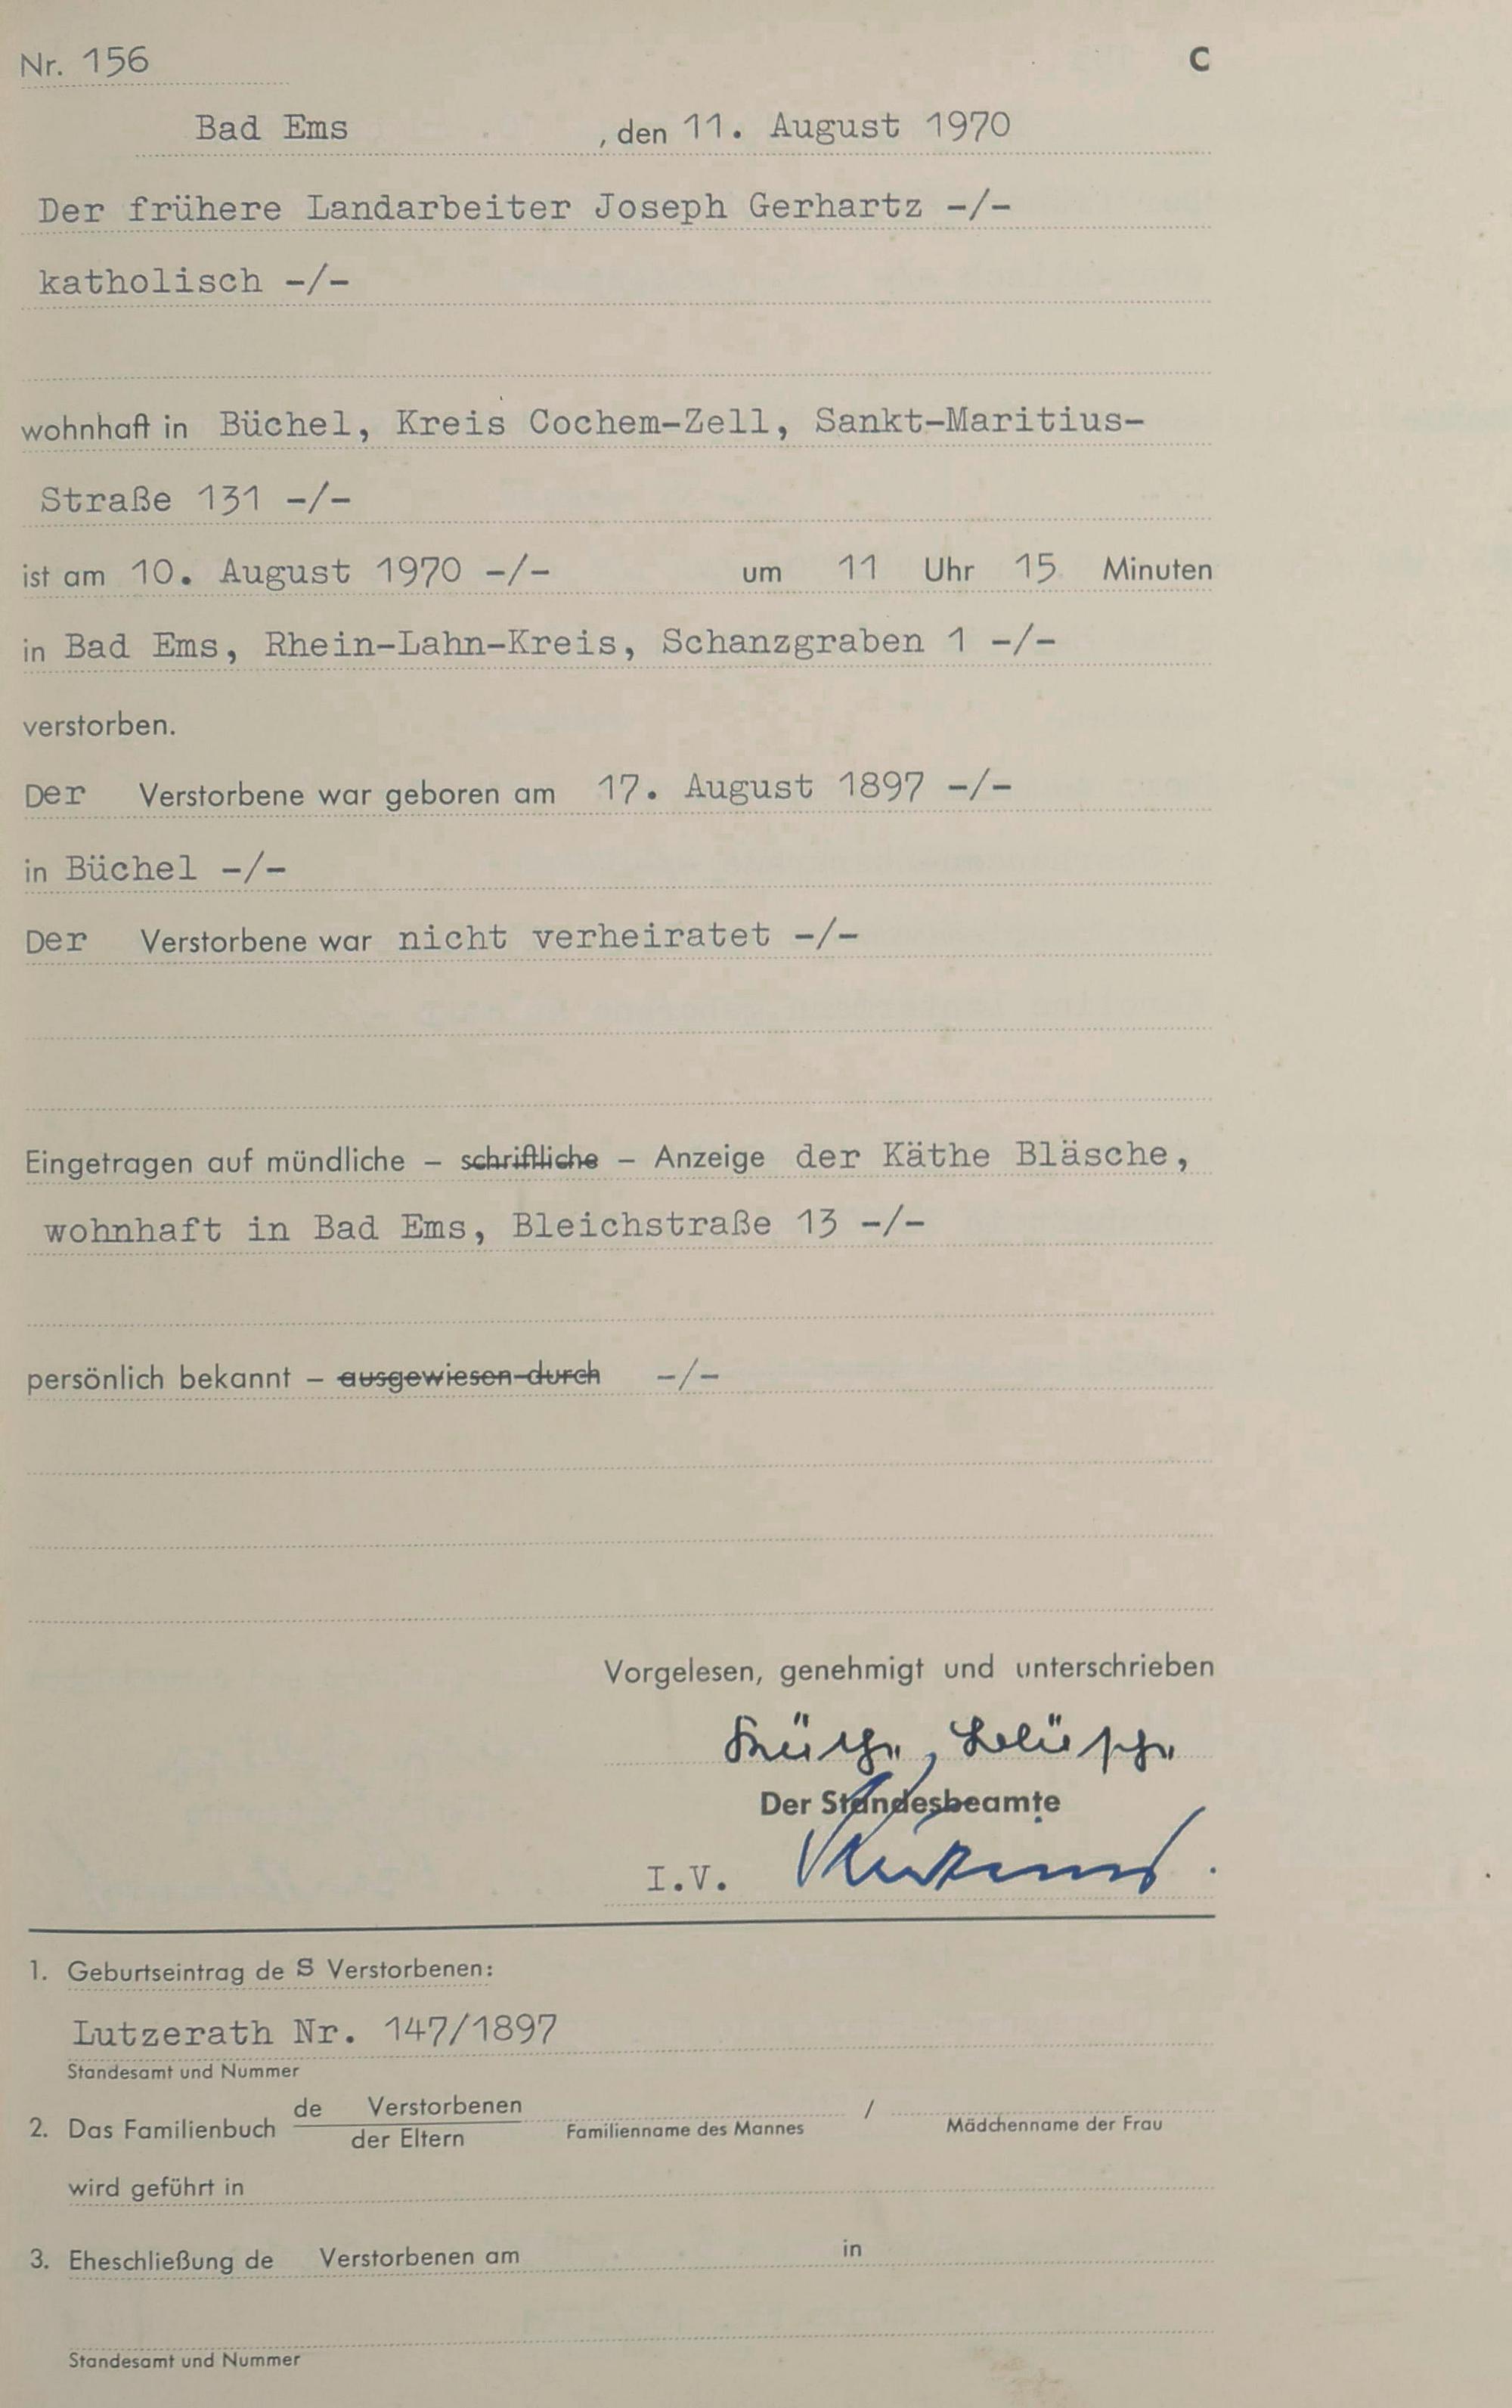 Nr. 156
C
Bad Ems , den 11. August 1970
Der frühere Landarbeiter Joseph Gerhartz -/-
katholisch -/-
wohnhaft in Büchel, Kreis Cochem-Zell, Sankt-Maritius-
Straße 131 -/-
ist am 10. August 1970 -/- um 11 Uhr 15 Minuten
in Bad Ems, Rhein-Lahn-Kreis, Schanzgraben 1 -/-
verstorben.
Der Verstorbene war geboren am 17. August 1897 -/-
in Büchel -/-
Der Verstorbene war nicht verheiratet -/-
Eingetragen auf mündliche – schriftliche – Anzeige der Käthe Bläsche,
wohnhaft in Bad Ems, Bleichstraße 13 -/-
persönlich bekannt – ausgewiesen durch -/-
Vorgelesen, genehmigt und unterschrieben
Der Standesbeamte
I.V.
1. Geburtseintrag de s Verstorbenen:
Lutzerath Nr. 147/1897
Standesamt und Nummer
2. Das Familienbuch de Verstorbenen / 
der Eltern Familienname des Mannes Mädchenname der Frau
wird geführt in
3. Eheschließung de Verstorbenen am in
Standesamt und Nummer